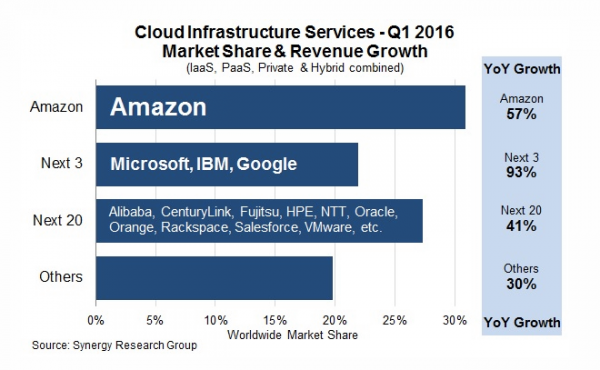 Cloud Infrastructure Services - Q1 2016
Market Share & Revenue Growth
(IaaS, PaaS, Private & Hybrid combined)
YoY Growth
Amazon
Amazon
Amazon
57%
Next 3
Microsoft, IBM, Google
Next 3
93%
Next 20
Alibaba, CenturyLink, Fujitsu, HPE, NTT, Oracle,
Orange, Rackspace, Salesforce, VMware, etc.
Next 20
41%
Others
Others
30%
0% 5% 10% 15% 20% 25% 30%
YoY Growth
Worldwide Market Share
Source: Synergy Research Group